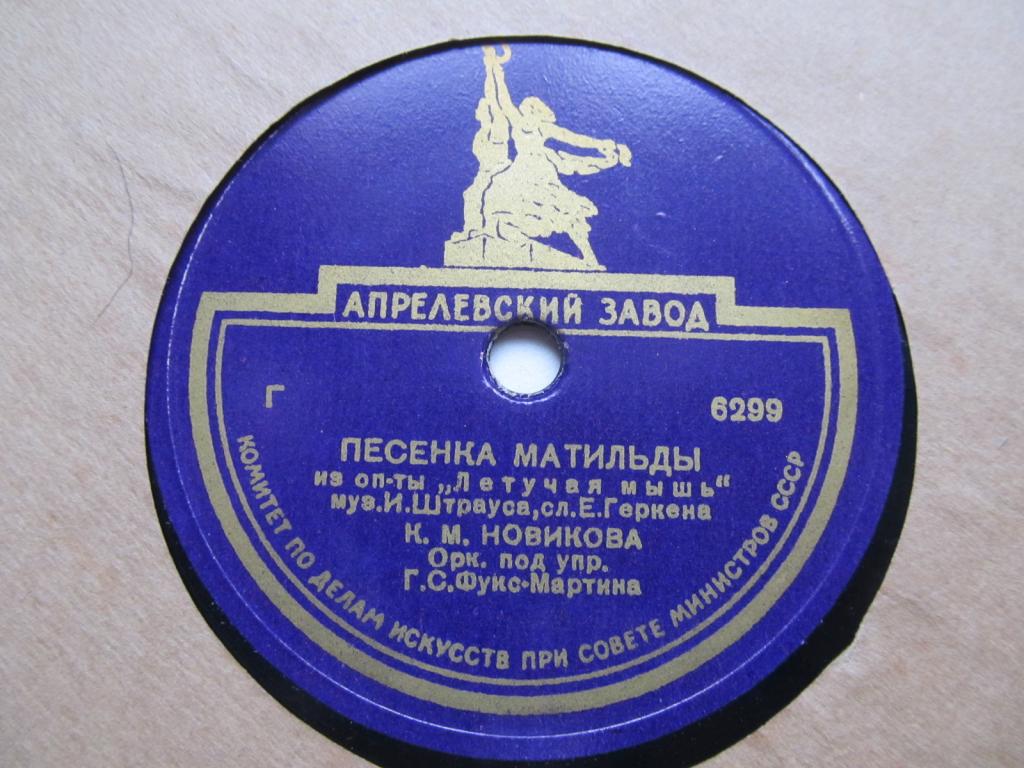 АПРЕЛЕВСКИЙ ЗАВОД
Г 6299
ПЕСЕНКА МАТИЛЬДЫ
из оп-ты „Летучая мышь“
муз.И.Штрауса,сл.Е.Геркена
К. М. НОВИКОВА
Орк. под упр.
Г.С.Фукс-Мартина
КОМИТЕТ ПО ДЕЛАМ ИСКУССТВ ПРИ СОВЕТЕ МИНИСТРОВ СССР